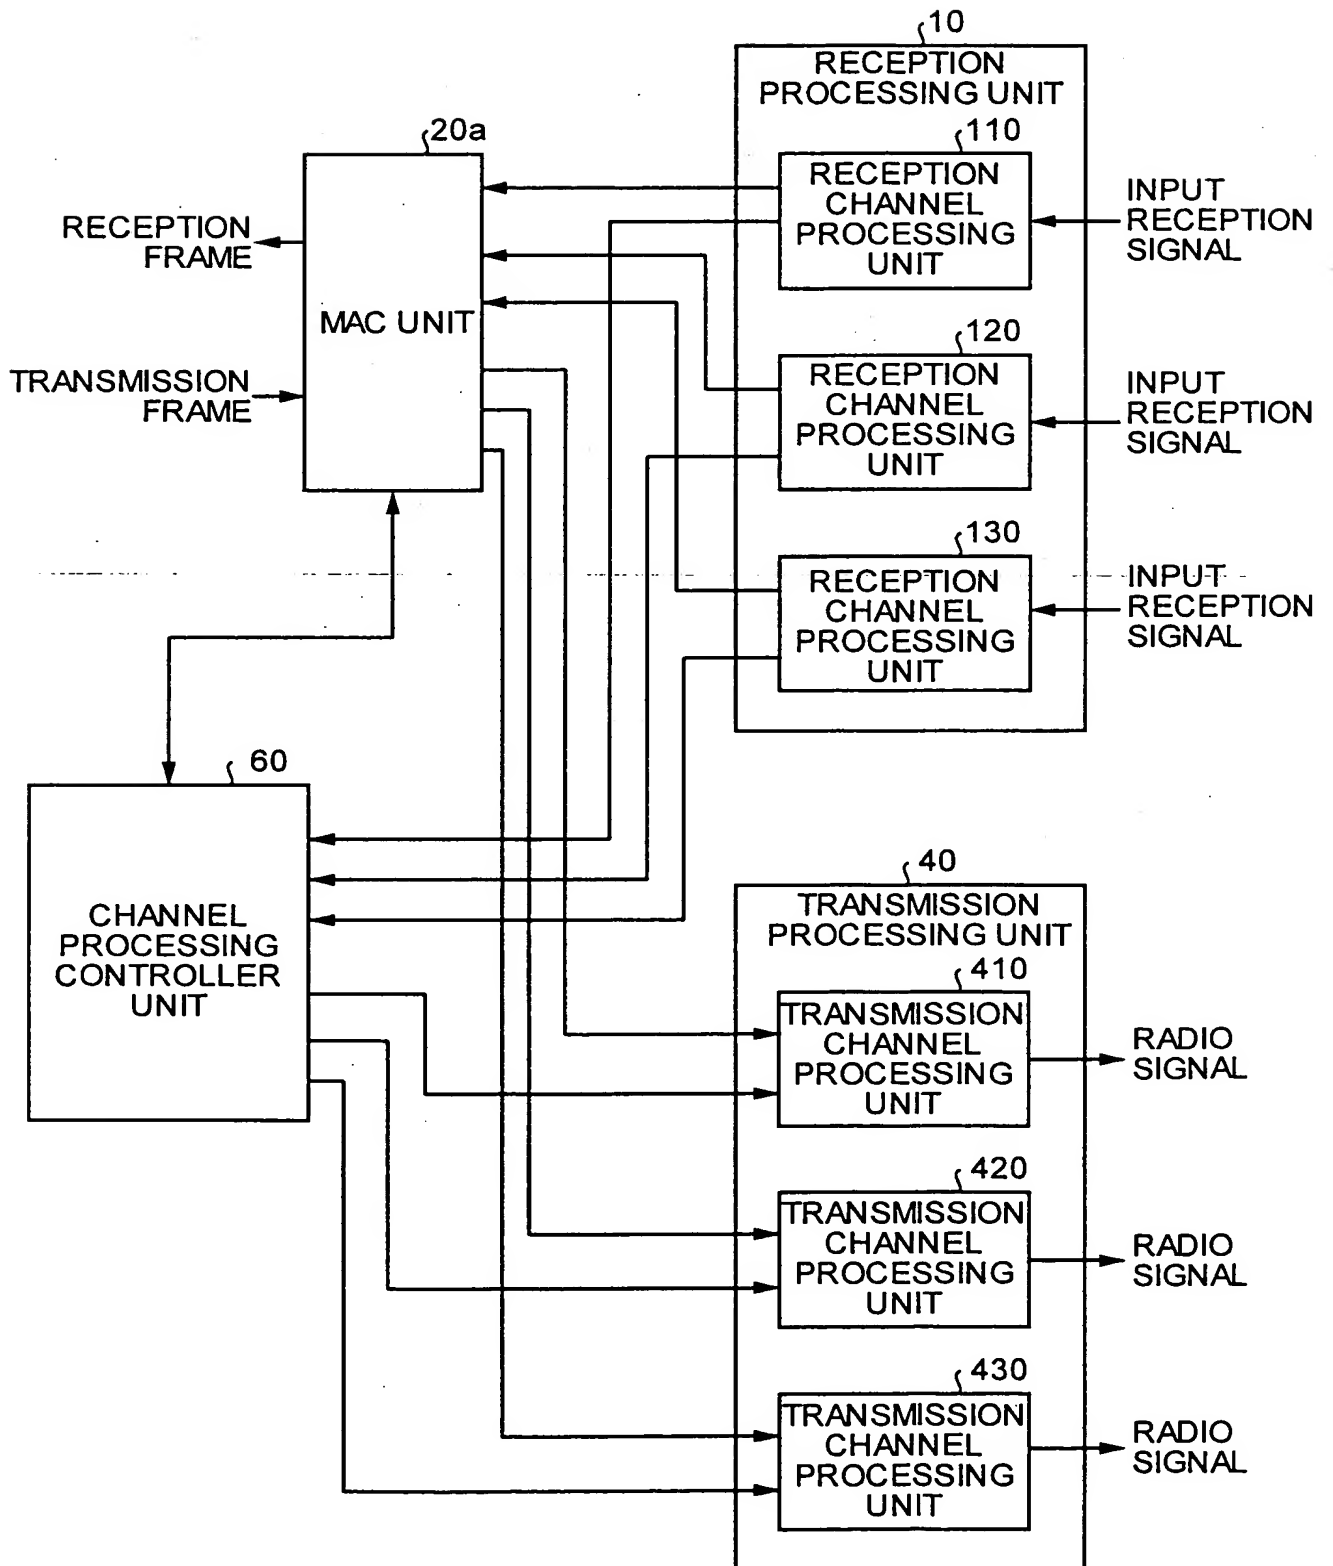 10
RECEPTION
PROCESSING UNIT
20a
MAC UNIT
RECEPTION
FRAME
TRANSMISSION
FRAME
110
RECEPTION
CHANNEL
PROCESSING
UNIT
INPUT
RECEPTION
SIGNAL
120
RECEPTION
CHANNEL
PROCESSING
UNIT
INPUT
RECEPTION
SIGNAL
130
RECEPTION
CHANNEL
PROCESSING
UNIT
INPUT
RECEPTION
SIGNAL
60
CHANNEL
PROCESSING
CONTROLLER
UNIT
40
TRANSMISSION
PROCESSING UNIT
410
TRANSMISSION
CHANNEL
PROCESSING
UNIT
RADIO
SIGNAL
420
TRANSMISSION
CHANNEL
PROCESSING
UNIT
RADIO
SIGNAL
430
TRANSMISSION
CHANNEL
PROCESSING
UNIT
RADIO
SIGNAL